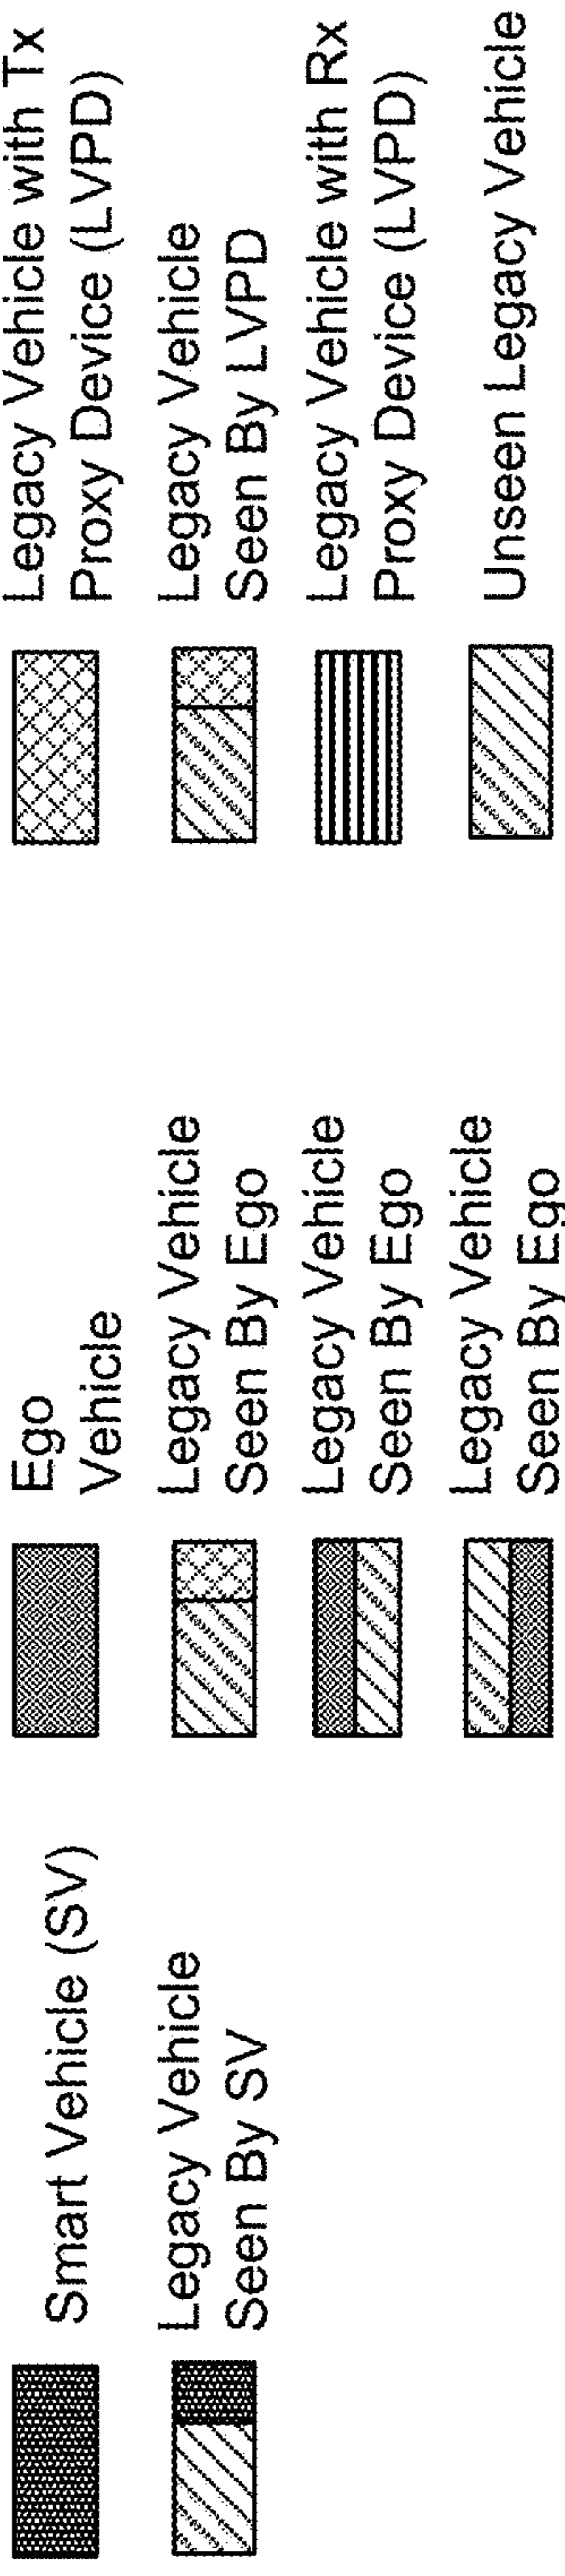 Smart Vehicle (SV)
Legacy Vehicle
Seen By SV
Ego
Vehicle
Legacy Vehicle
Seen By Ego
Legacy Vehicle
Seen By Ego
Legacy Vehicle
Seen By Ego
Legacy Vehicle with Tx
Proxy Device (LVPD)
Legacy Vehicle
Seen By LVPD
Legacy Vehicle with Rx
Proxy Device (LVPD)
Unseen Legacy Vehicle